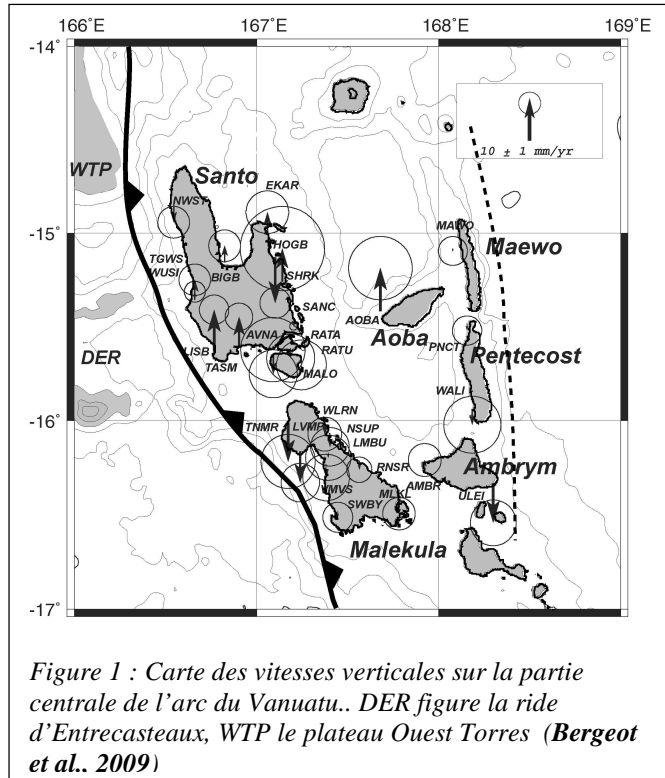 166°E 167° 168° 169°E
-14°
10 ± 1 mm/yr
WTP
Santo
EKAR
NWST
-15°
MAWO
Maewo
HOGB
TGWS
WUSI
BIGB
SHRK
SANC
AOBA
Aoba
DER
AVNA
RATA
LISB
TASM
RATU
PNCT
Pentecost
MALO
WALI
-16°
WLRN
TNMR
LVMP
NSUP
LMBU
Ambrym
RNSR
AMBR
VMVS
MLKL
ULEI
SWBY
Malekula
-17°
Figure 1 : Carte des vitesses verticales sur la partie
centrale de l'arc du Vanuatu.. DER figure la ride
d'Entrecasteaux, WTP le plateau Ouest Torres (Bergeot
et al., 2009)